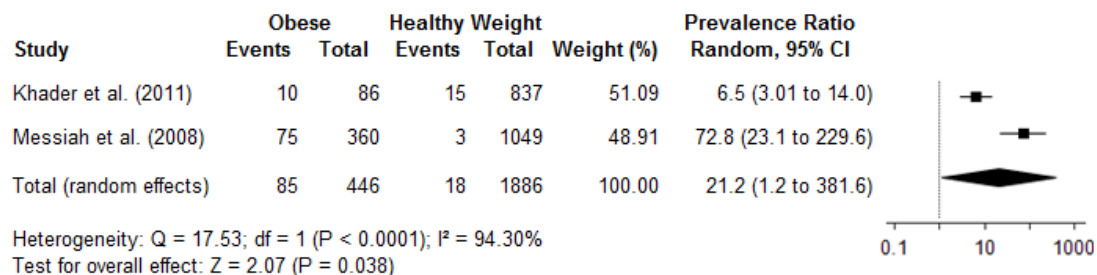 Obese Healthy Weight Prevalence Ratio
Study Events Total Events Total Weight (%) Random, 95% CI
Khader et al. (2011) 10 86 15 837 51.09 6.5 (3.01 to 14.0)
Messiah et al. (2008) 75 360 3 1049 48.91 72.8 (23.1 to 229.6)
Total (random effects) 85 446 18 1886 100.00 21.2 (1.2 to 381.6)
Heterogeneity: Q = 17.53; df = 1 (P < 0.0001); I² = 94.30%
Test for overall effect: Z = 2.07 (P = 0.038)
0.1 10 1000